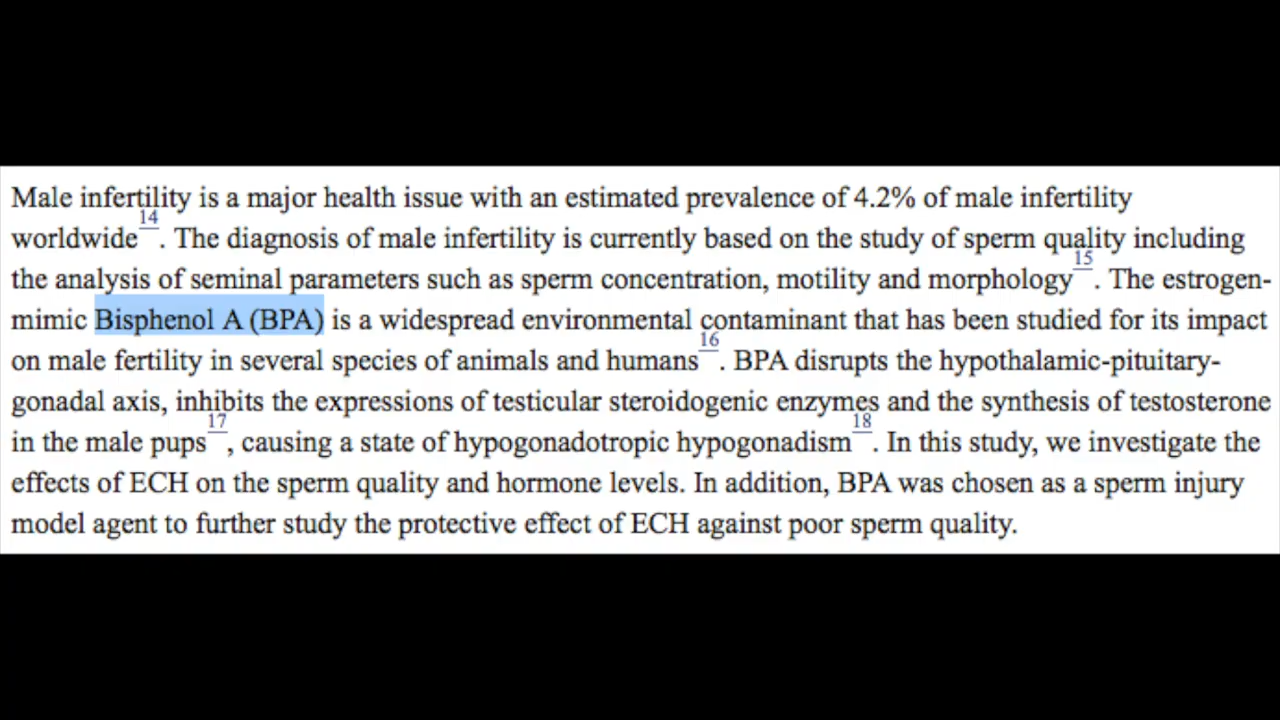 Male infertility is a major health issue with an estimated prevalence of 4.2% of male infertility
worldwide14. The diagnosis of male infertility is currently based on the study of sperm quality including
the analysis of seminal parameters such as sperm concentration, motility and morphology15. The estrogen-
mimic Bisphenol A (BPA) is a widespread environmental contaminant that has been studied for its impact
on male fertility in several species of animals and humans16. BPA disrupts the hypothalamic-pituitary-
gonadal axis, inhibits the expressions of testicular steroidogenic enzymes and the synthesis of testosterone
in the male pups17, causing a state of hypogonadotropic hypogonadism18. In this study, we investigate the
effects of ECH on the sperm quality and hormone levels. In addition, BPA was chosen as a sperm injury
model agent to further study the protective effect of ECH against poor sperm quality.